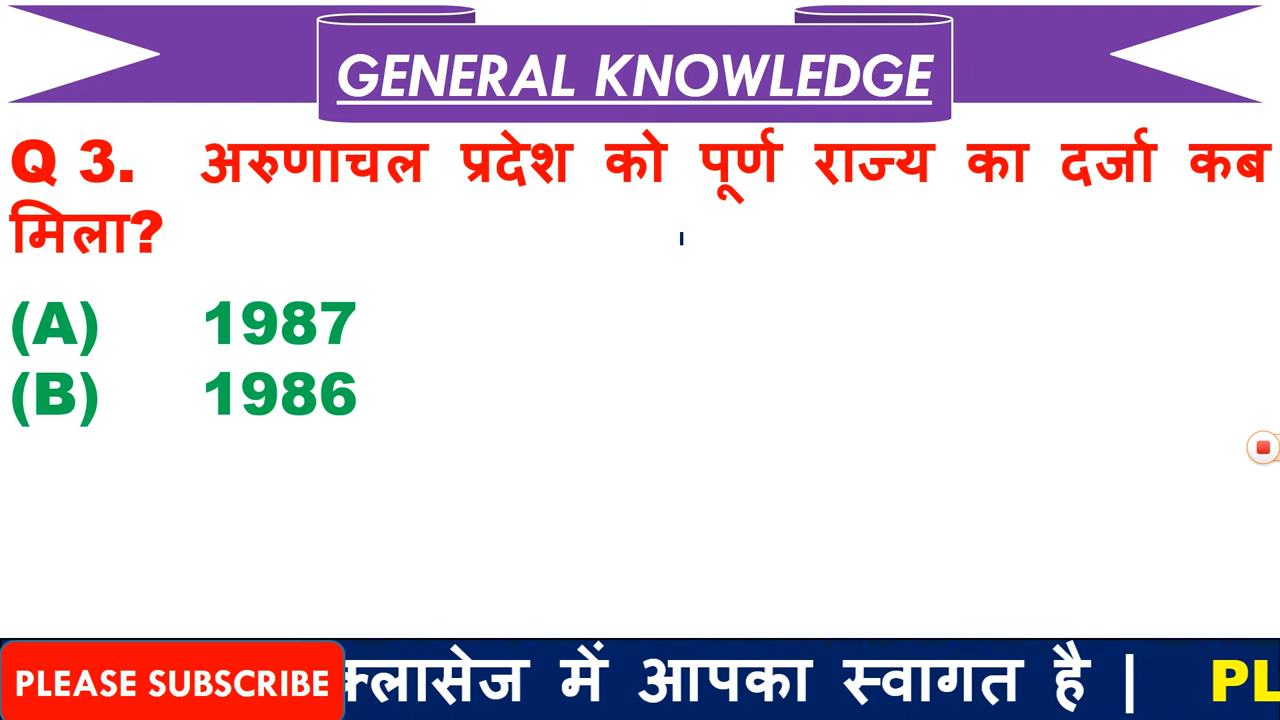 GENERAL KNOWLEDGE
Q 3. अरुणाचल प्रदेश को पूर्ण राज्य का दर्जा कब
मिला?
(A) 1987
(B) 1986
PLEASE SUBSCRIBE क्लासेज में आपका स्वागत है | PL